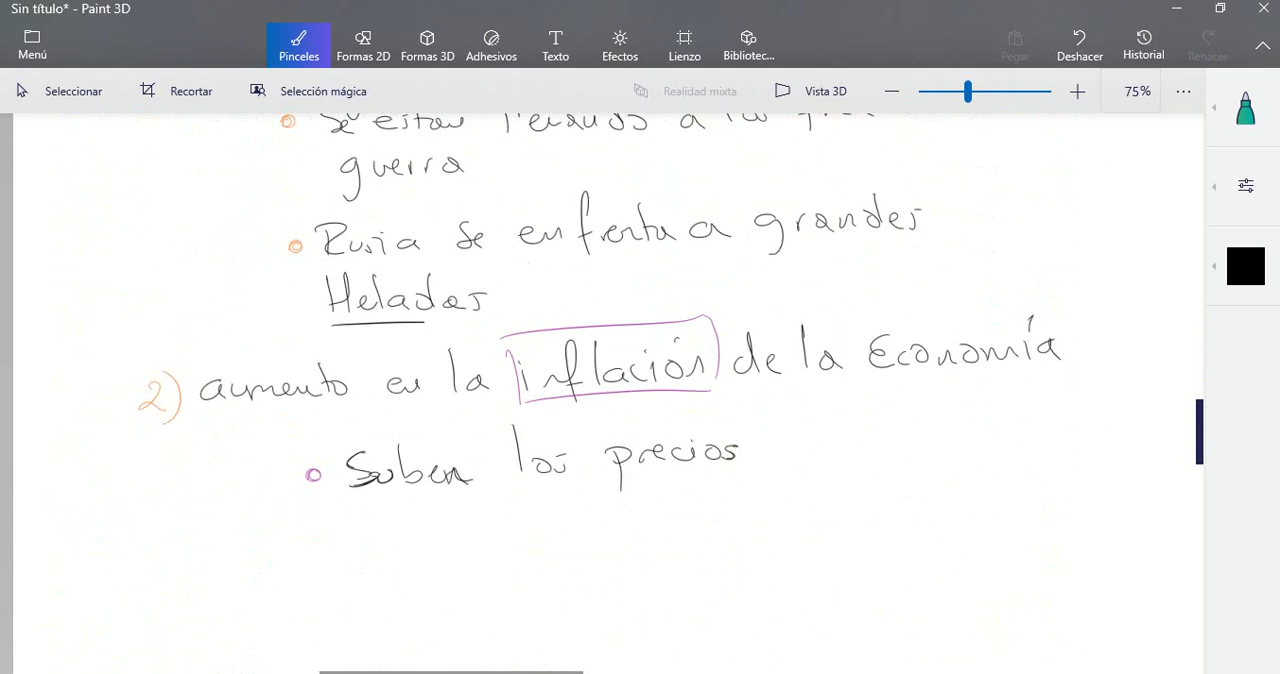 Sin título* - Paint 3D
Menú
Pinceles
Formas 2D
Formas 3D
Adhesivos
Texto
Efectos
Lienzo
Bibliotec...
Pegar
Deshacer
Historial
Rehacer
Seleccionar
Recortar
Selección mágica
Realidad mixta
Vista 3D
75%
Se estan a
guerra
Rusia se enfrenta a grandes
Heladas
2) aumento en la inflación de la Economía
Suben los precios